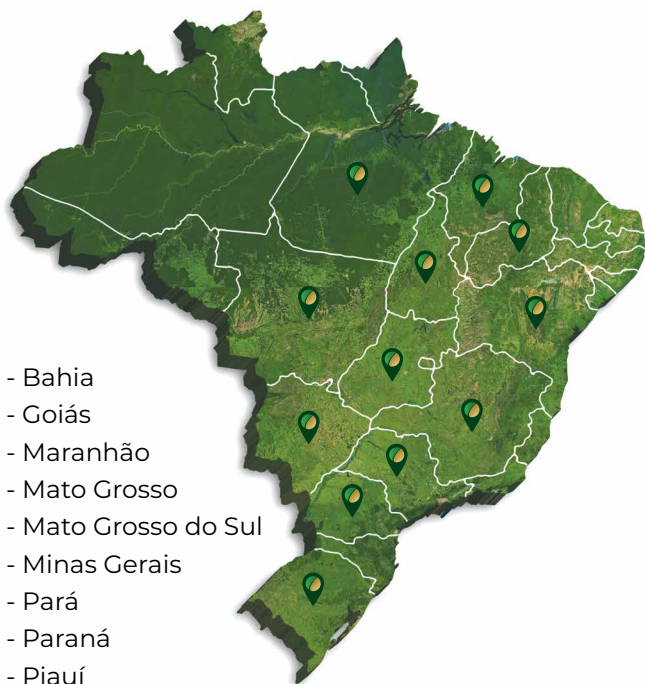 - Bahia
- Goiás
- Maranhão
- Mato Grosso
- Mato Grosso do Sul
- Minas Gerais
- Pará
- Paraná
- Piauí